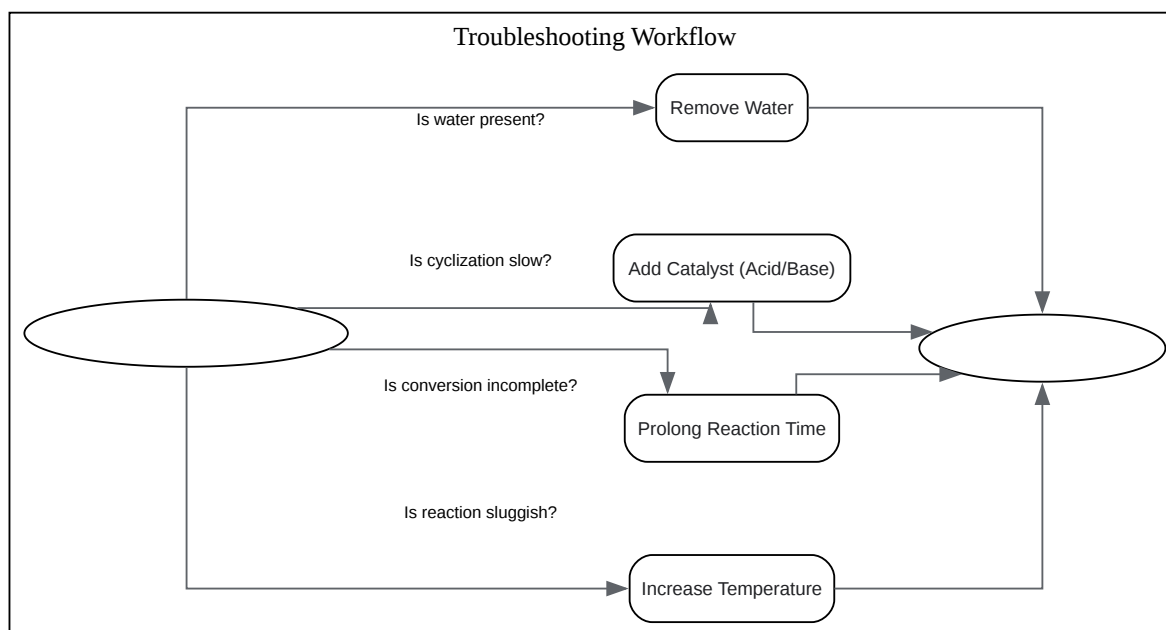 Troubleshooting Workflow
Remove Water
Is water present?
Is cyclization slow?
Add Catalyst (Acid/Base)
Is conversion incomplete?
Prolong Reaction Time
Is reaction sluggish?
Increase Temperature